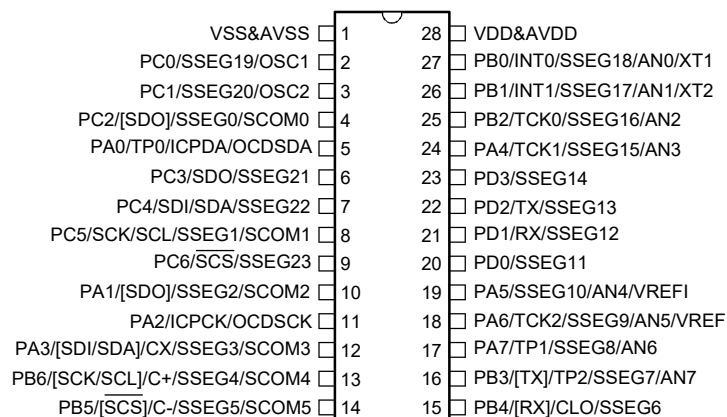 VSS&AVSS 1 28 VDD&AVDD
PC0/SSEG19/OSC1 2 27 PB0/INT0/SSEG18/AN0/XT1
PC1/SSEG20/OSC2 3 26 PB1/INT1/SSEG17/AN1/XT2
PC2/[SDO]/SSEG0/SCOM0 4 25 PB2/TCK0/SSEG16/AN2
PA0/TP0/ICPDA/OCDSDA 5 24 PA4/TCK1/SSEG15/AN3
PC3/SDO/SSEG21 6 23 PD3/SSEG14
PC4/SDI/SDA/SSEG22 7 22 PD2/TX/SSEG13
PC5/SCK/SCL/SSEG1/SCOM1 8 21 PD1/RX/SSEG12
PC6/SCS/SSEG23 9 20 PD0/SSEG11
PA1/[SDO]/SSEG2/SCOM2 10 19 PA5/SSEG10/AN4/VREFI
PA2/ICPCK/OCDSCK 11 18 PA6/TCK2/SSEG9/AN5/VREF
PA3/[SDI/SDA]/CX/SSEG3/SCOM3 12 17 PA7/TP1/SSEG8/AN6
PB6/[SCK/SCL]/C+/SSEG4/SCOM4 13 16 PB3/[TX]/TP2/SSEG7/AN7
PB5/[SCS]/C-/SSEG5/SCOM5 14 15 PB4/[RX]/CLO/SSEG6